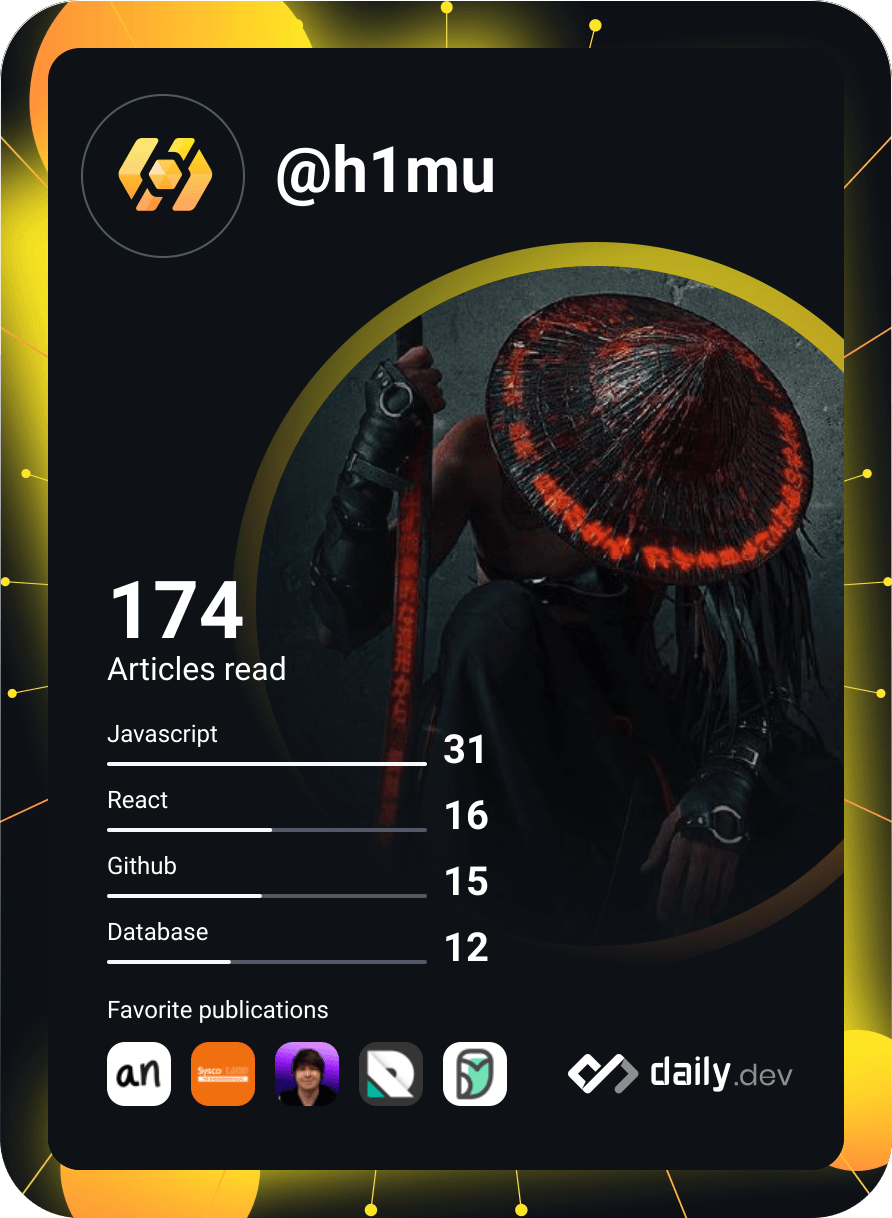 @h1mu
174
Articles read
Javascript
31
React
16
Github
15
Database
12
Favorite publications
an
Sysco LABS
daily.dev